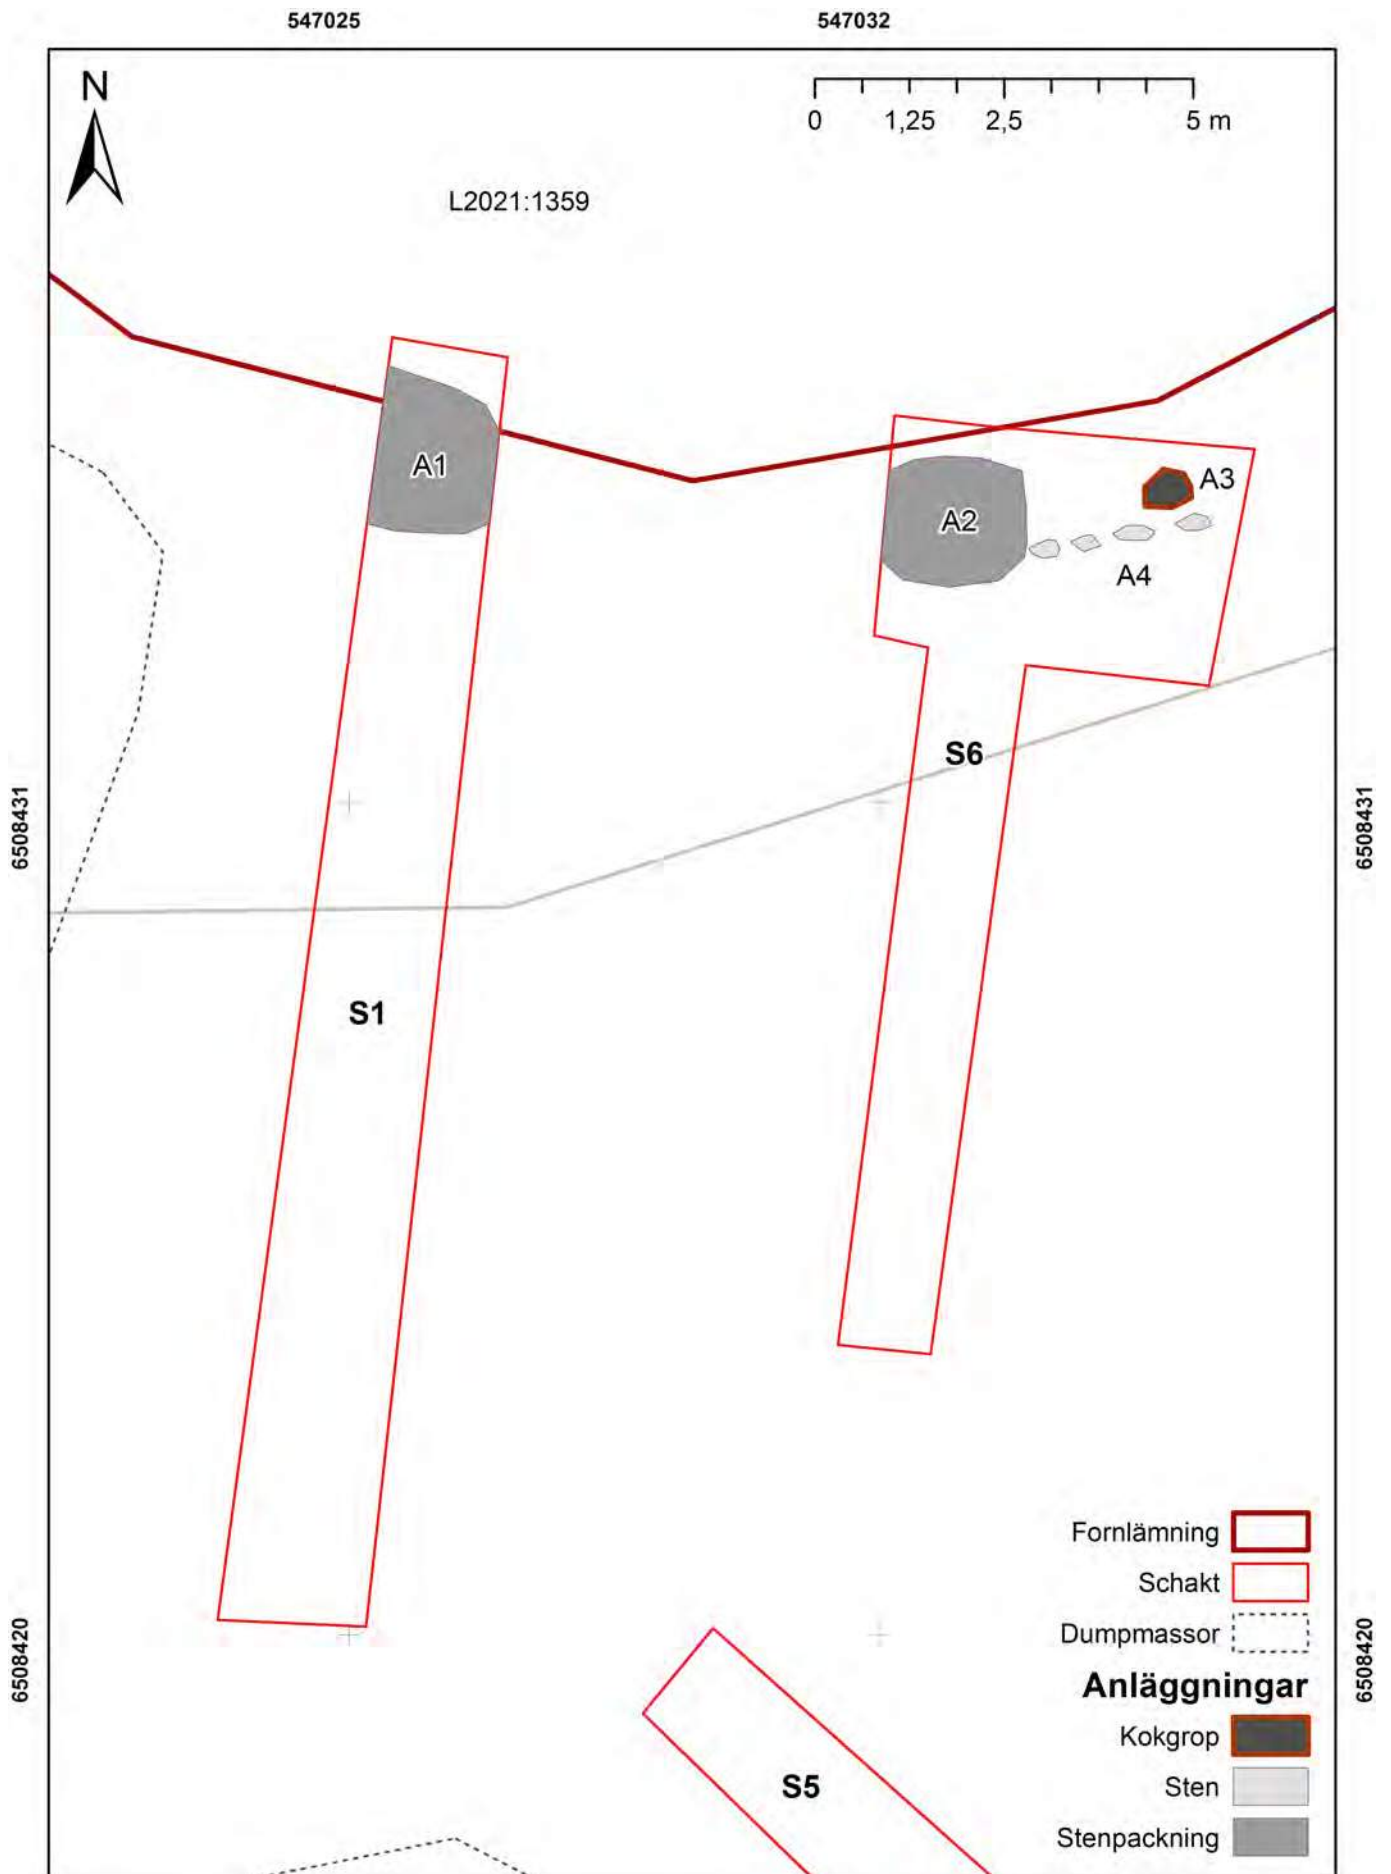 547025 547032
N
0 1,25 2,5 5 m
L2021:1359
A1
A2
A3
A4
S6
6508431 6508431
S1
Fornlämning
Schakt
Dumpmassor
6508420 6508420
Anläggningar
Kokgrop
S5
Sten
Stenpackning